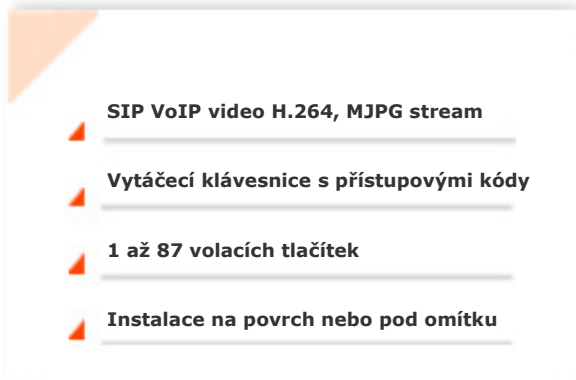 SIP VoIP video H.264, MJPG stream
Vytáčecí klávesnice s přístupovými kódy
1 až 87 volacích tlačítek
Instalace na povrch nebo pod omítku